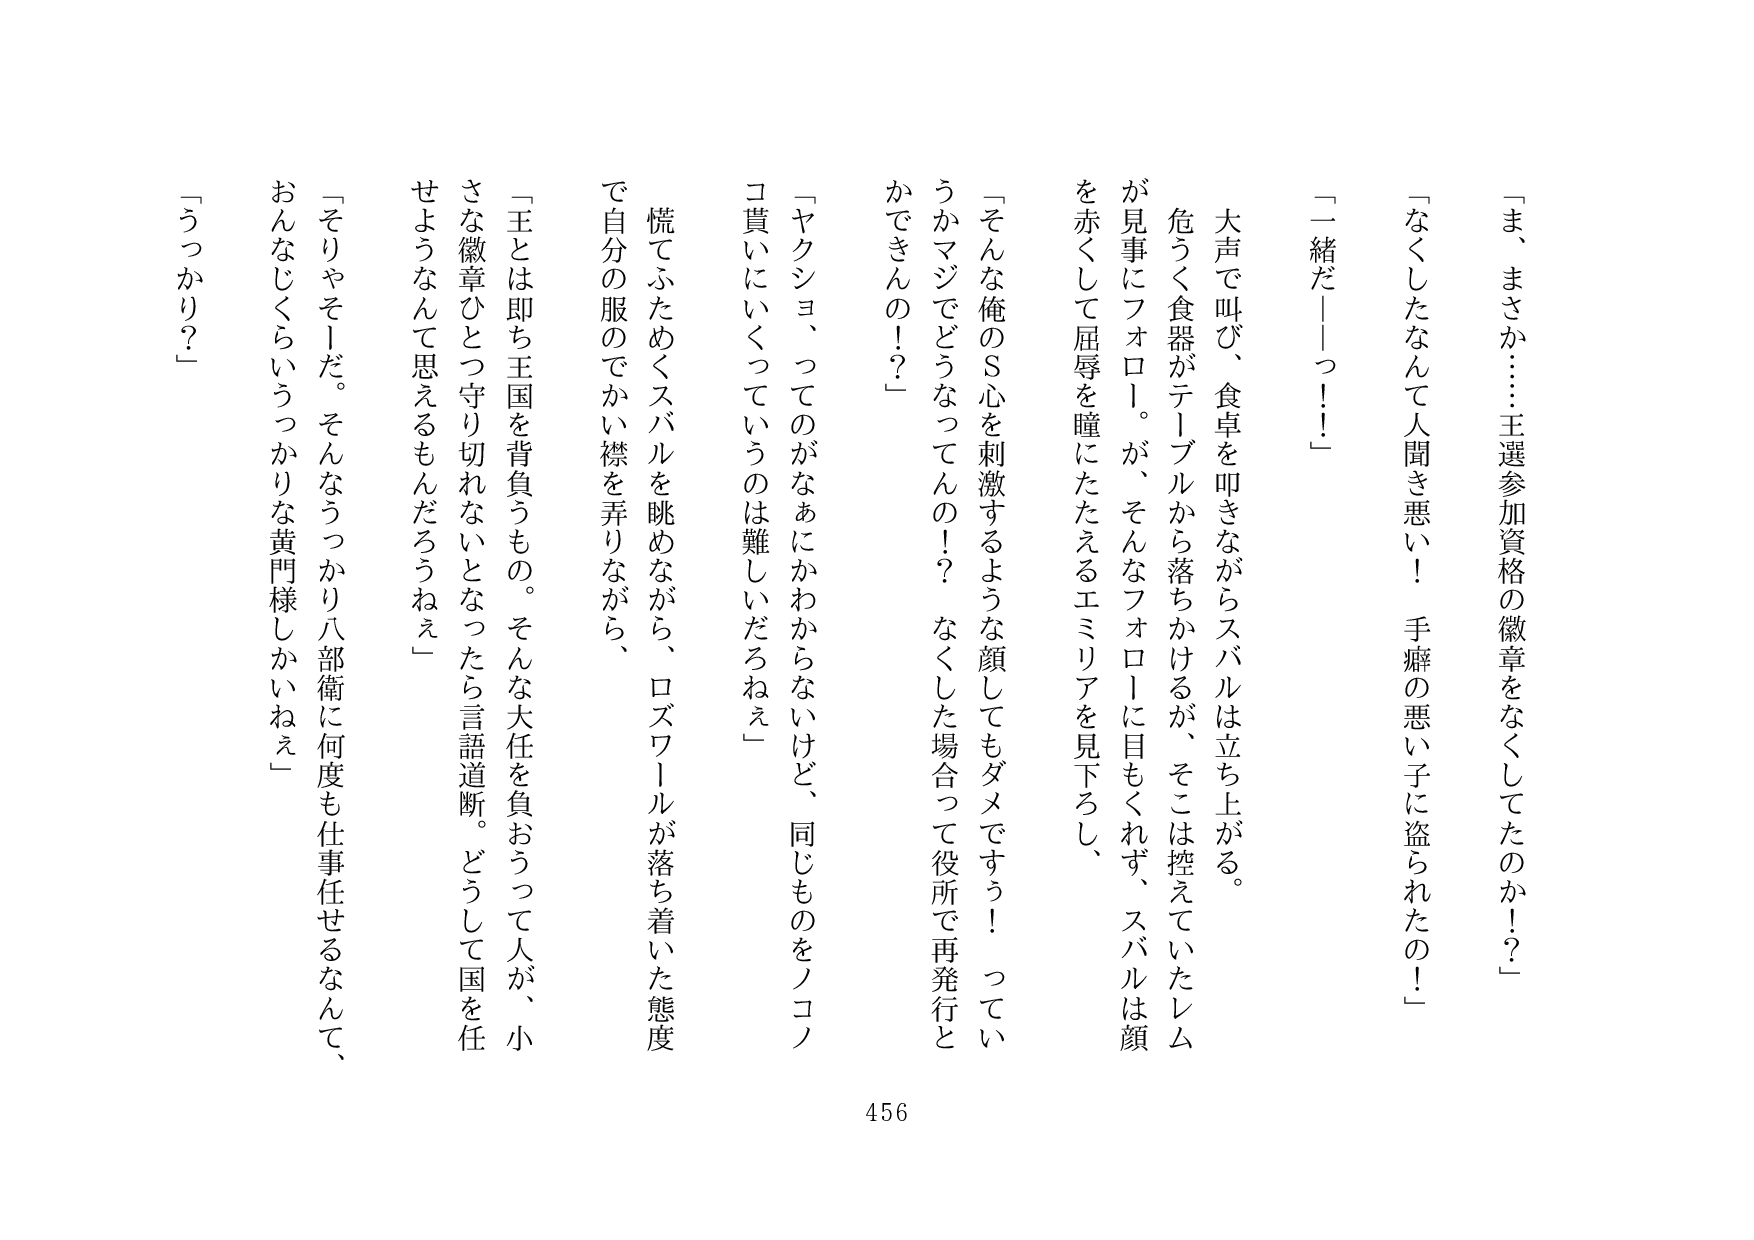 「ま、まさか……王選参加資格の徽章をなくしてたのか！？」
「なくしたなんて人聞き悪い！　手癖の悪い子に盗られたの！」
「一緒だ――っ！！」
　大声で叫び、食卓を叩きながらスバルは立ち上がる。
　危うく食器がテーブルから落ちかけるが、そこは控えていたレム
が見事にフォロー。が、そんなフォローに目もくれず、スバルは顔
を赤くして屈辱を瞳にたたえるエミリアを見下ろし、
「そんな俺のＳ心を刺激するような顔してもダメですぅ！　ってい
うかマジでどうなってんの！？　なくした場合って役所で再発行と
かできんの！？」
「ヤクショ、ってのがなぁにかわからないけど、同じものをノコノ
コ貰いにいくっていうのは難しいだろねぇ」
　慌てふためくスバルを眺めながら、ロズワールが落ち着いた態度
で自分の服のでかい襟を弄りながら、
「王とは即ち王国を背負うもの。そんな大任を負おうって人が、小
さな徽章ひとつ守り切れないとなったら言語道断。どうして国を任
せようなんて思えるもんだろうねぇ」
「そりゃそーだ。そんなうっかり八部衛に何度も仕事任せるなんて、
おんなじくらいうっかりな黄門様しかいねぇ」
「うっかり？」
456